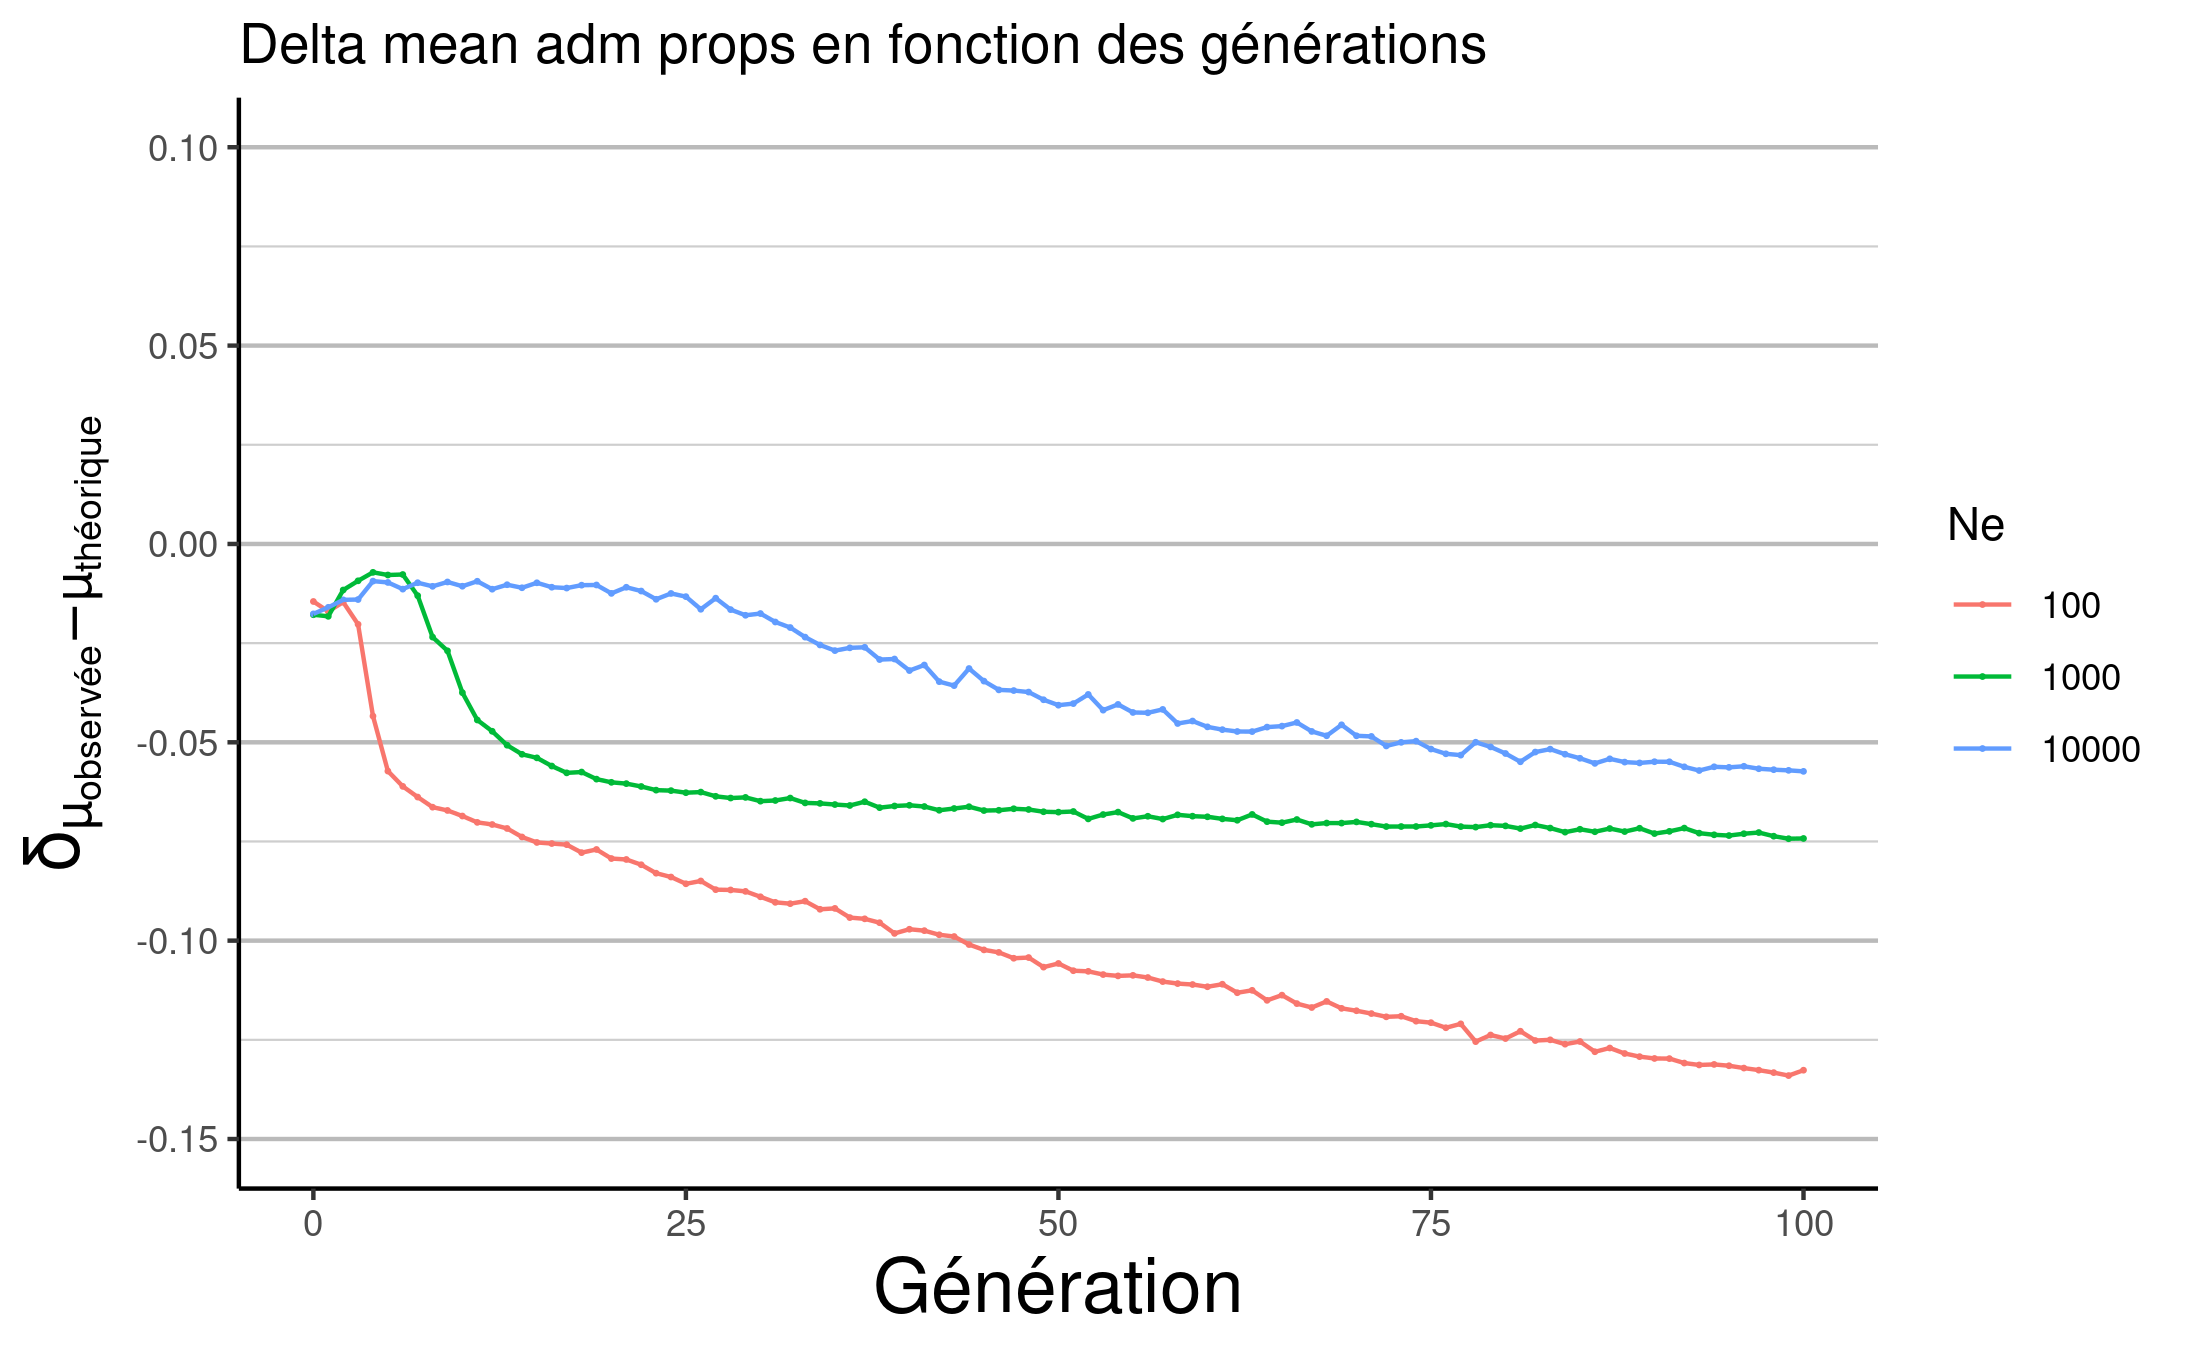 Delta mean adm props en fonction des générations
δμobservée−μthéorique
0.10
0.05
0.00
-0.05
-0.10
-0.15
0 25 50 75 100
Génération
Ne
100
1000
10000